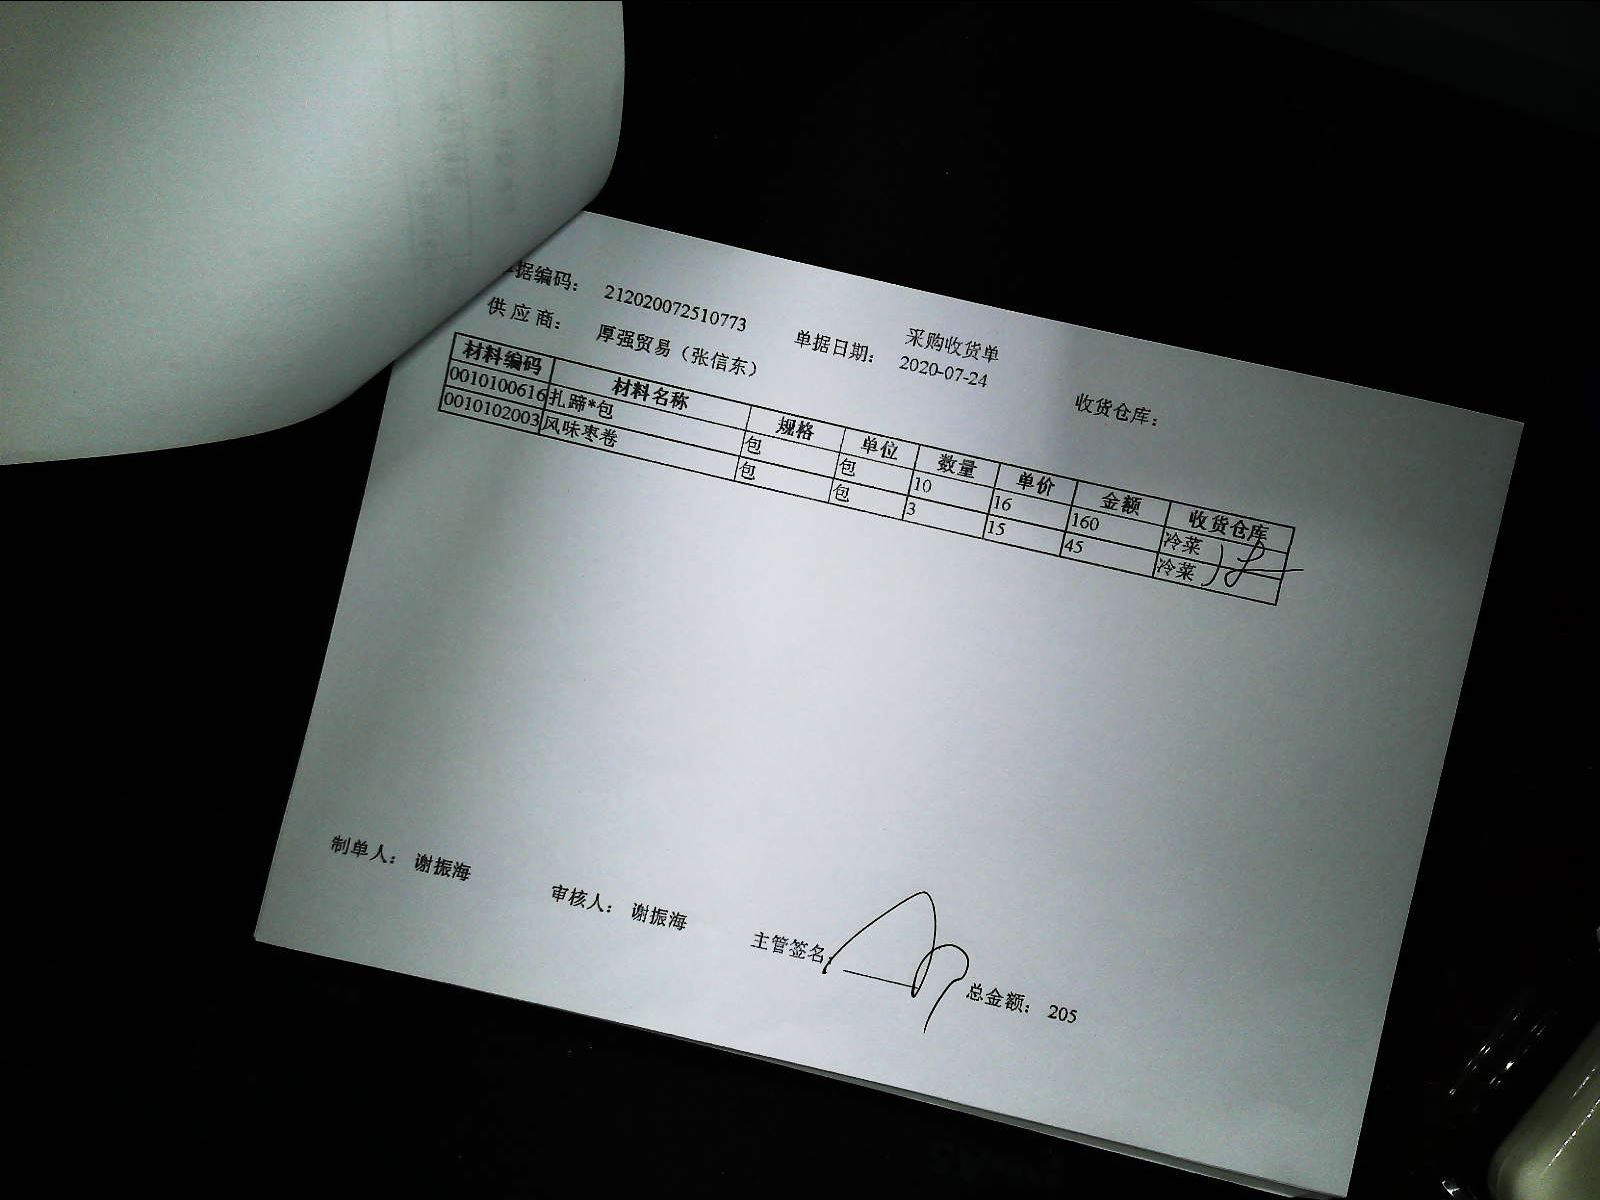 采购收货单
据编码： 212020072510773 单据日期： 2020-07-24 收货仓库：
供应商： 厚强贸易（张信东）
材料编码 材料名称 规格 单位 数量 单价 金额 收货仓库
0010100616 扎蹄*包 包 包 10 16 160 冷菜
0010102003 风味枣卷 包 包 3 15 45 冷菜
制单人： 谢振海 审核人： 谢振海 主管签名: 总金额： 205